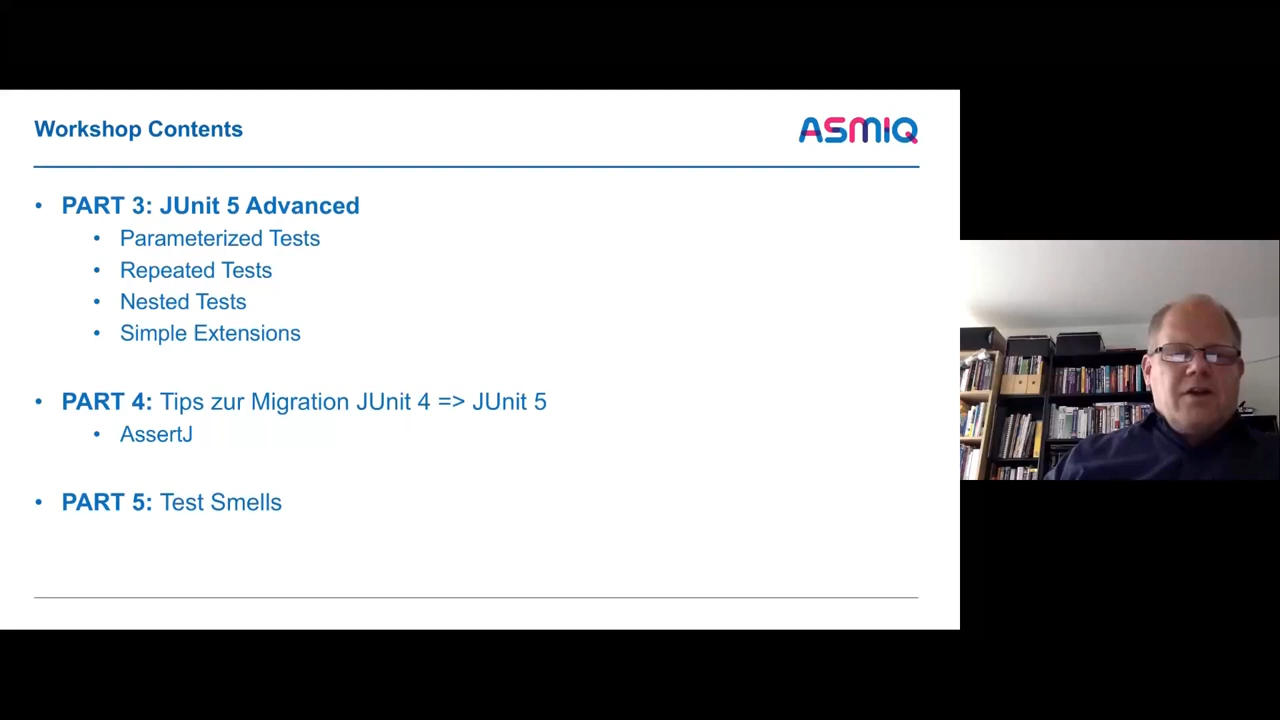 Workshop Contents
ASMIQ
• PART 3: JUnit 5 Advanced
• Parameterized Tests
• Repeated Tests
• Nested Tests
• Simple Extensions
• PART 4: Tips zur Migration JUnit 4 => JUnit 5
• AssertJ
• PART 5: Test Smells